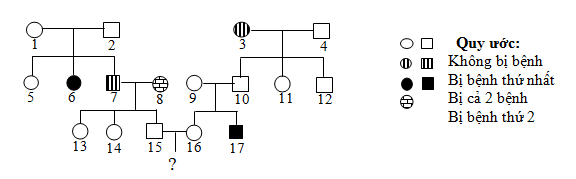 1 2 3 4
Quy ước:
Không bị bệnh
Bị bệnh thứ nhất
Bị cả 2 bệnh
Bị bệnh thứ 2
5 6 7 8 9 10 11 12
13 14 15 16 17
?